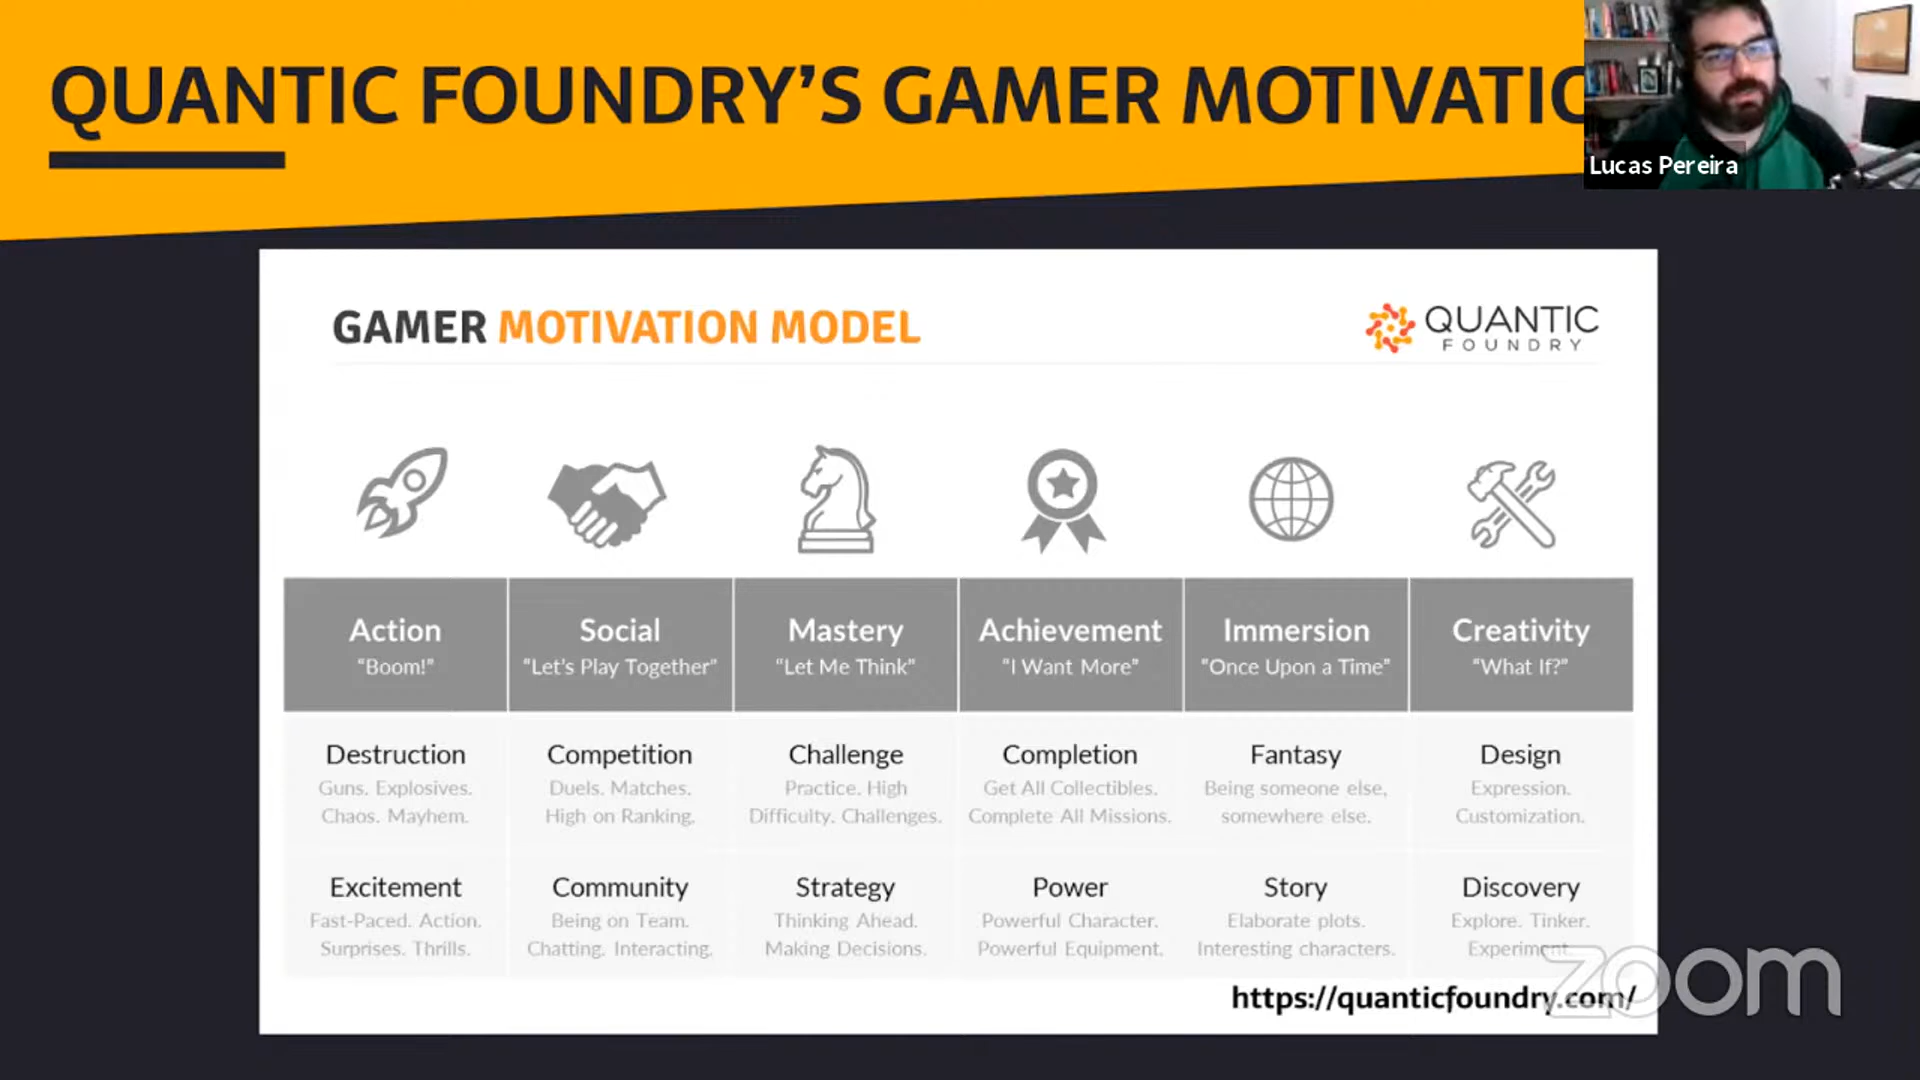 QUANTIC FOUNDRY’S GAMER MOTIVATIO
Lucas Pereira
GAMER MOTIVATION MODEL
QUANTIC
FOUNDRY
Action
“Boom!”
Social
“Let’s Play Together”
Mastery
“Let Me Think”
Achievement
“I Want More”
Immersion
“Once Upon a Time”
Creativity
“What If?”
Destruction
Guns. Explosives.
Chaos. Mayhem.
Competition
Duels. Matches.
High on Ranking.
Challenge
Practice. High
Difficulty. Challenges.
Completion
Get All Collectibles.
Complete All Missions.
Fantasy
Being someone else,
somewhere else.
Design
Expression.
Customization.
Excitement
Fast-Paced. Action.
Surprises. Thrills.
Community
Being on Team.
Chatting. Interacting.
Strategy
Thinking Ahead.
Making Decisions.
Power
Powerful Character.
Powerful Equipment.
Story
Elaborate plots.
Interesting characters.
Discovery
Explore. Tinker.
Experiment.
https://quanticfoundry.com/
zoom